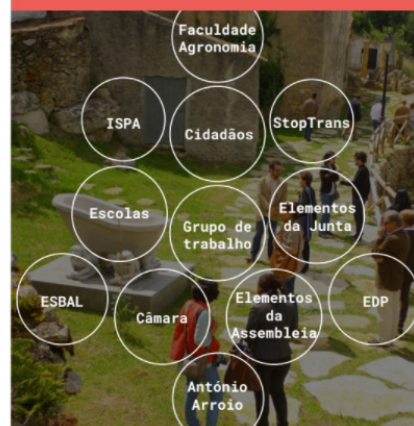 Faculdade
Agronomia
ISPA
Cidadãos
StopTrans
Escolas
Grupo de
trabalho
Elementos
da Junta
ESBAL
Câmara
Elementos
da
Assembleia
EDP
António
Arroio